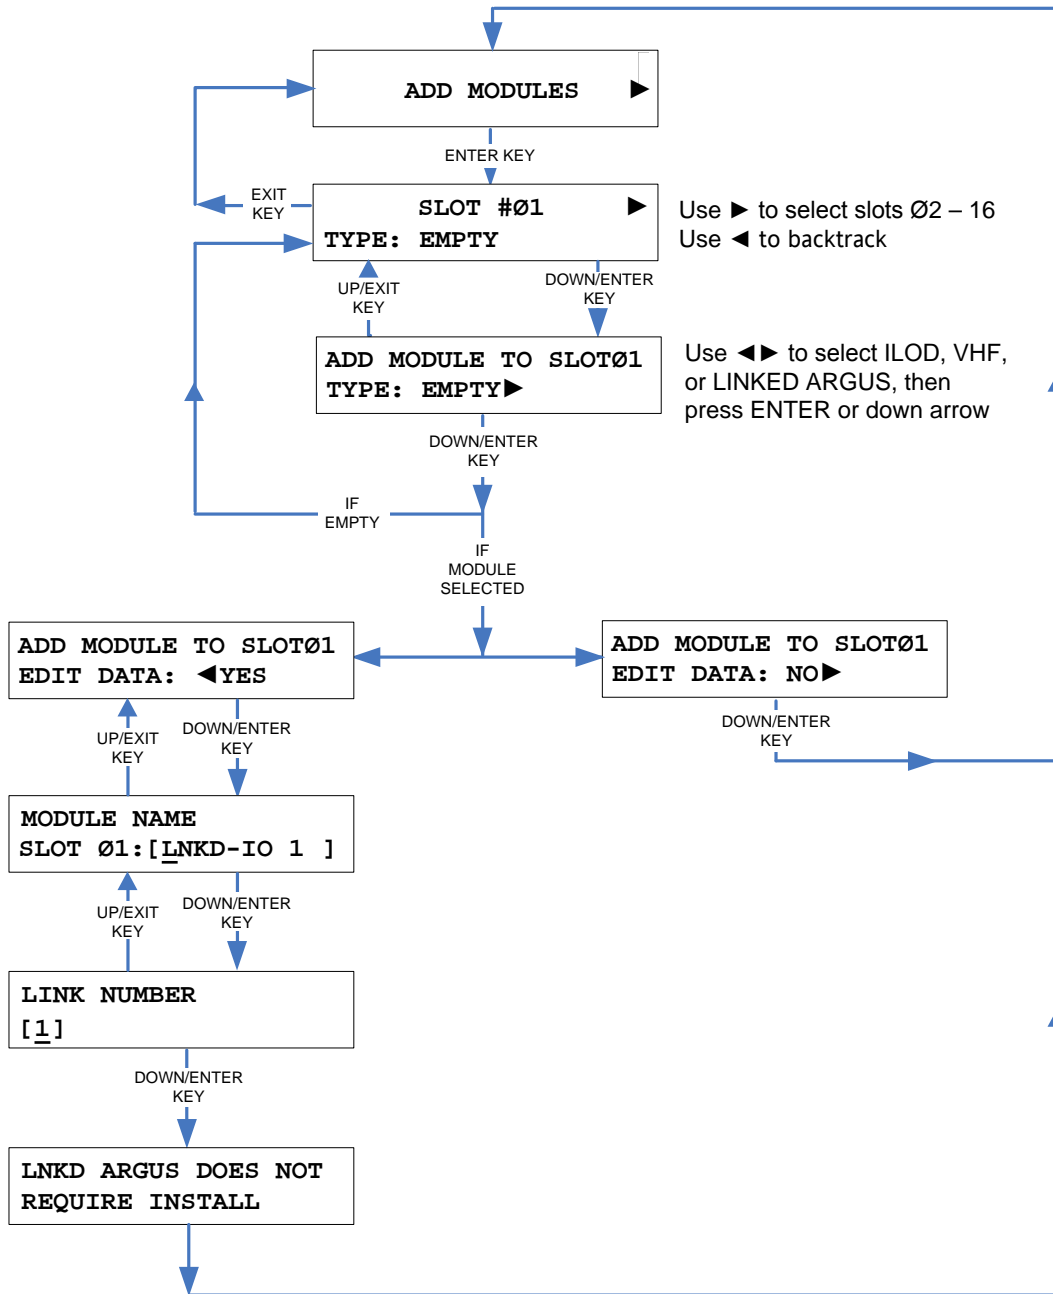 ADD MODULES ►
ENTER KEY
EXIT
KEY
SLOT #Ø1 ►
TYPE: EMPTY
Use ► to select slots Ø2 – 16
Use ◄ to backtrack
UP/EXIT
KEY
DOWN/ENTER
KEY
ADD MODULE TO SLOTØ1
TYPE: EMPTY►
Use ◄► to select ILOD, VHF,
or LINKED ARGUS, then
press ENTER or down arrow
DOWN/ENTER
KEY
IF
EMPTY
IF
MODULE
SELECTED
ADD MODULE TO SLOTØ1
EDIT DATA: ◄YES
ADD MODULE TO SLOTØ1
EDIT DATA: NO►
UP/EXIT
KEY
DOWN/ENTER
KEY
DOWN/ENTER
KEY
MODULE NAME
SLOT Ø1:[LNKD-IO 1 ]
UP/EXIT
KEY
DOWN/ENTER
KEY
LINK NUMBER
[1]
DOWN/ENTER
KEY
LNKD ARGUS DOES NOT
REQUIRE INSTALL